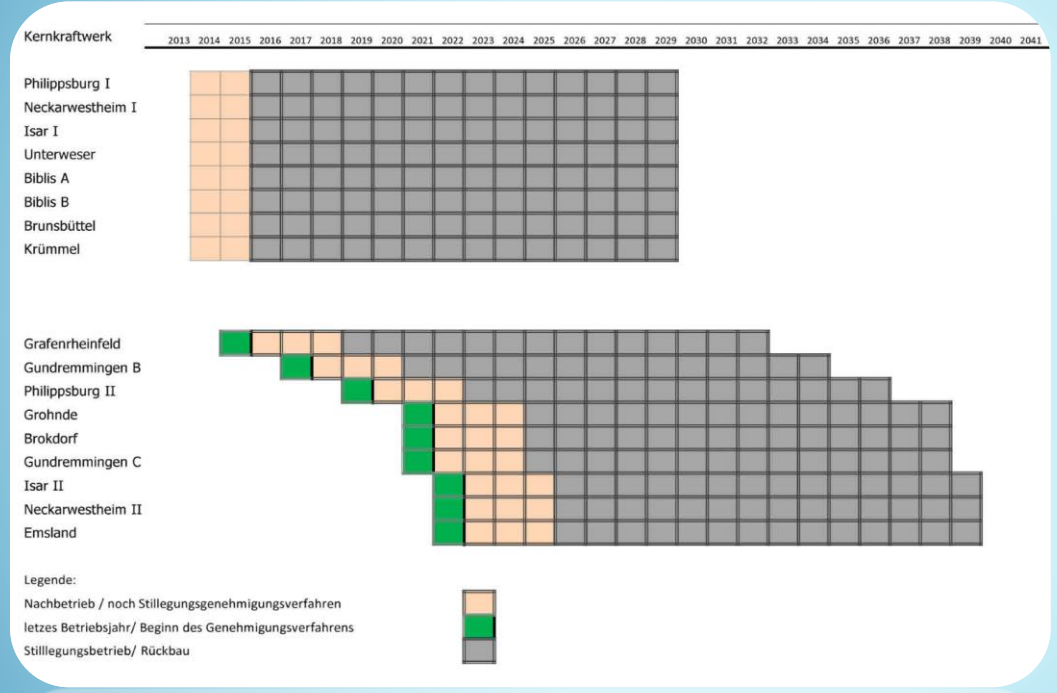 Kernkraftwerk 2013 2014 2015 2016 2017 2018 2019 2020 2021 2022 2023 2024 2025 2026 2027 2028 2029 2030 2031 2032 2033 2034 2035 2036 2037 2038 2039 2040 2041
Philippsburg I
Neckarwestheim I
Isar I
Unterweser
Biblis A
Biblis B
Brunsbüttel
Krümmel
Grafenrheinfeld
Gundremmingen B
Philippsburg II
Grohnde
Brokdorf
Gundremmingen C
Isar II
Neckarwestheim II
Emsland
Legende:
Nachbetrieb / noch Stillegungsgenehmigungsverfahren
letzes Betriebsjahr/ Beginn des Genehmigungsverfahrens
Stilllegungsbetrieb/ Rückbau